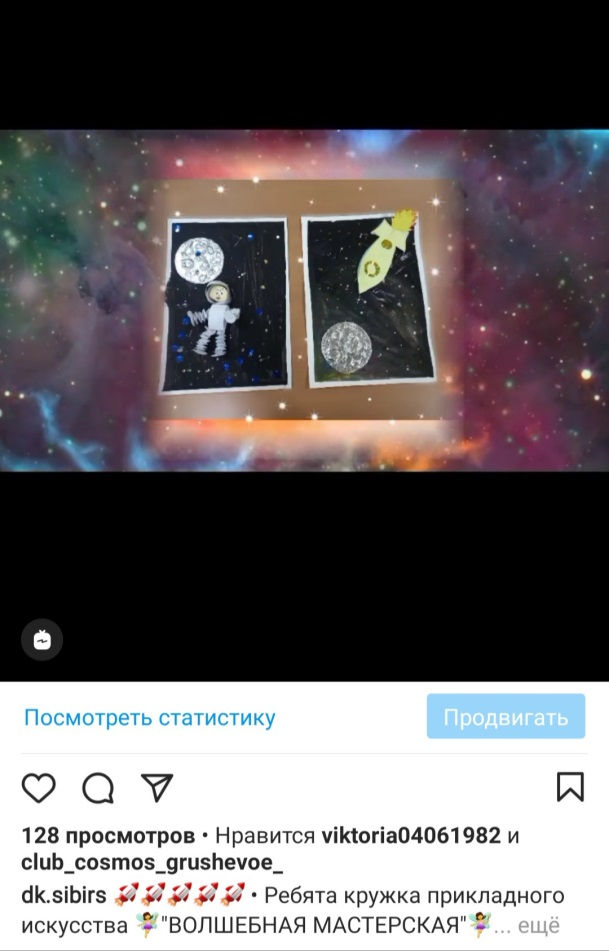 Посмотреть статистику
Продвигать
128 просмотров • Нравится viktoria04061982 и
club_cosmos_grushevoe_
dk.sibirs 🚀🚀🚀🚀🚀 • Ребята кружка прикладного
искусства 🧚"ВОЛШЕБНАЯ МАСТЕРСКАЯ"🧚... ещё